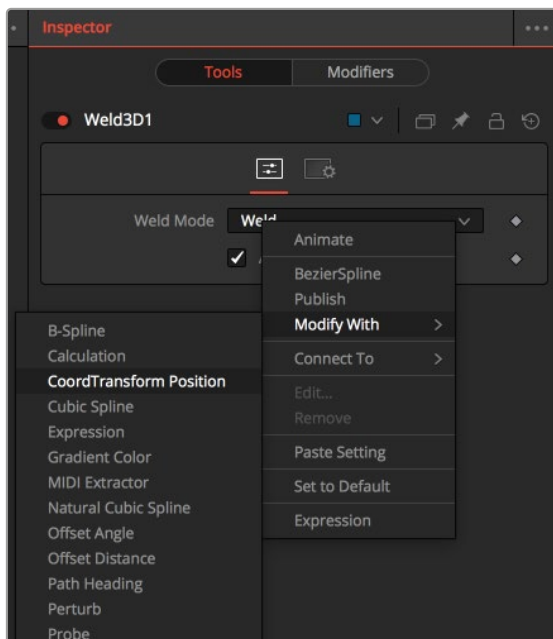 Inspector
Tools
Modifiers
Weld3D1
Weld Mode
Weld
Animate
BezierSpline
Publish
Modify With
Connect To
Edit...
Remove
Paste Setting
Set to Default
Expression
B-Spline
Calculation
CoordTransform Position
Cubic Spline
Expression
Gradient Color
MIDI Extractor
Natural Cubic Spline
Offset Angle
Offset Distance
Path Heading
Perturb
Probe